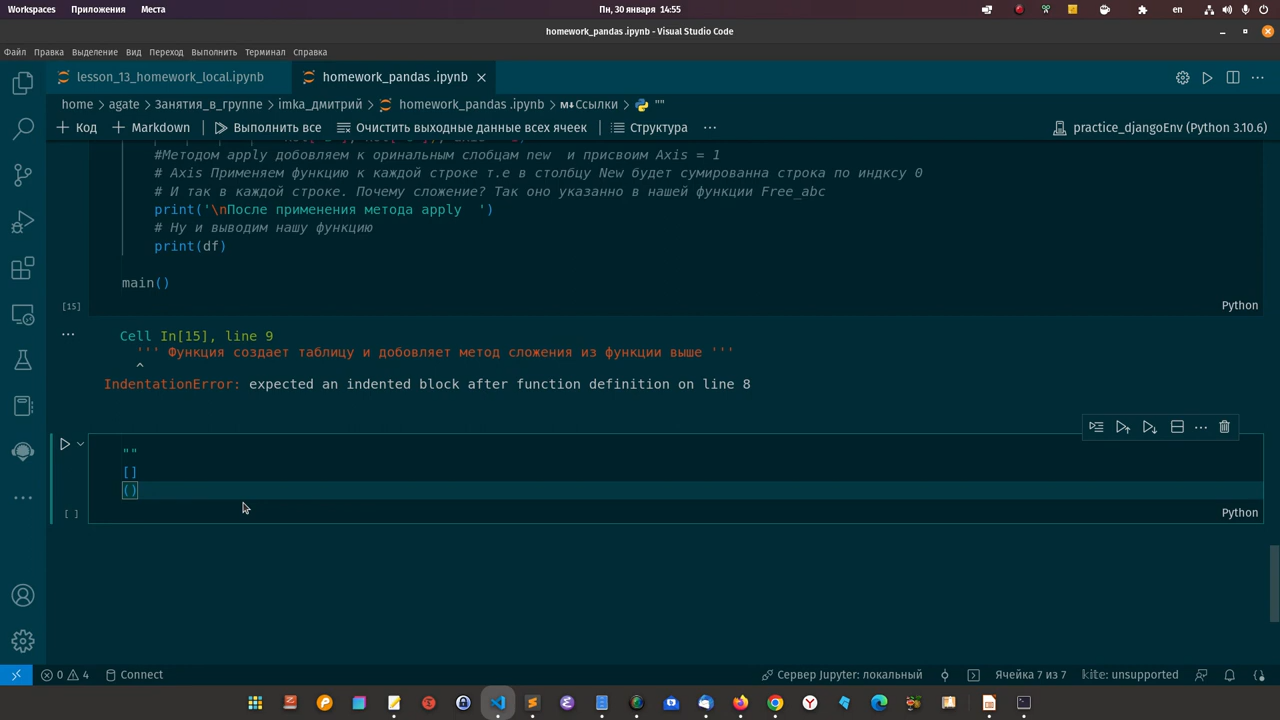 Workspaces Приложения Места Пн, 30 января 14:55 en
homework_pandas .ipynb - Visual Studio Code
Файл Правка Выделение Вид Переход Выполнить Терминал Справка
lesson_13_homework_local.ipynb homework_pandas .ipynb
home > agate > Занятия_в_группе > imka_дмитрий > homework_pandas .ipynb > M↓Ссылки > ""
+ Код + Markdown Выполнить все Очистить выходные данные всех ячеек Структура ... practice_djangoEnv (Python 3.10.6)
#Методом apply добовляем к оринальным слобцам new и присвоим Axis = 1
# Axis Применяем функцию к каждой строке т.е в столбцу New будет сумированна строка по индксу 0
# И так в каждой строке. Почему сложение? Так оно указанно в нашей функции Free_abc
print('\nПосле применения метода apply ')
# Ну и выводим нашу функцию
print(df)
main()
[15] Python
Cell In[15], line 9
''' Функция создает таблицу и добовляет метод сложения из функции выше '''
^
IndentationError: expected an indented block after function definition on line 8
""
[]
()
[ ] Python
0 4 Connect Сервер Jupyter: локальный Ячейка 7 из 7 kite: unsupported